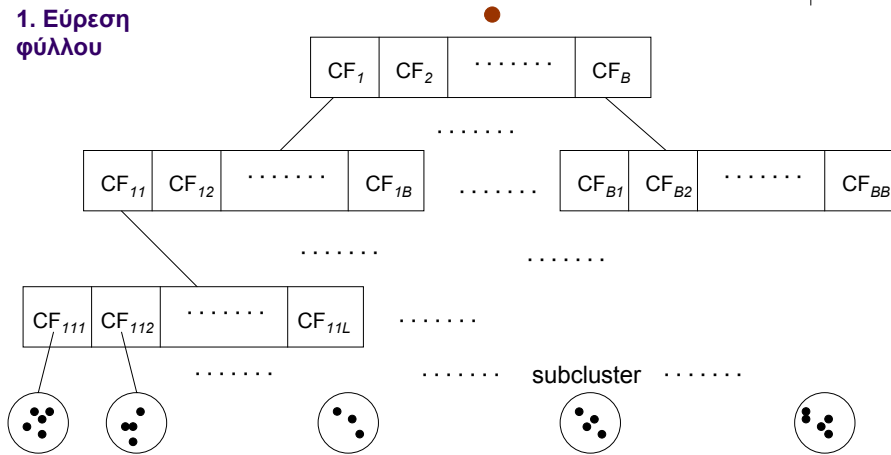 1. Εύρεση
φύλλου
CF1 CF2 ....... CFB
.......
CF11 CF12 ....... CF1B ....... CFB1 CFB2 ....... CFBB
....... .......
CF111 CF112 ....... CF11L .......
....... ....... subcluster .......